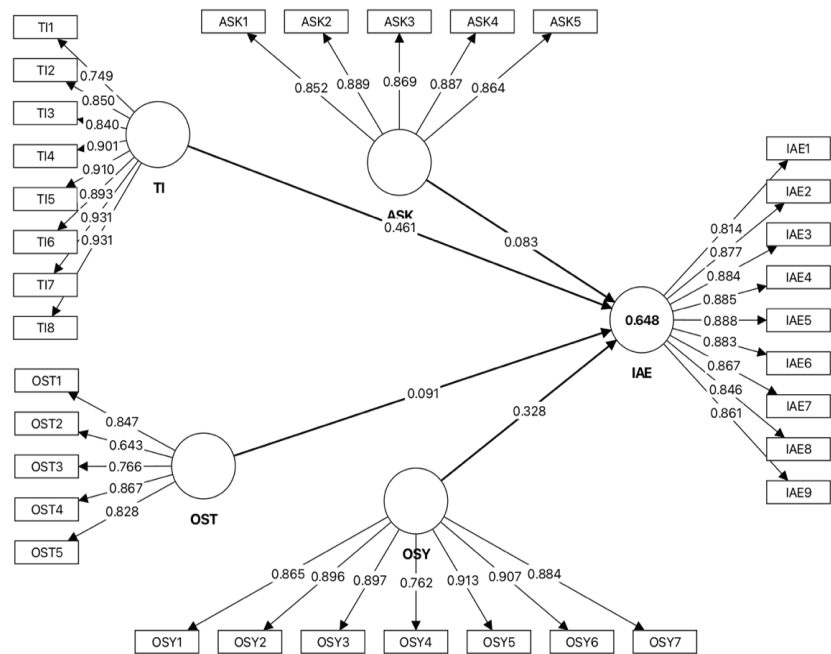 TI1
TI2
TI3
TI4
TI5
TI6
TI7
TI8
0.749
0.850
0.840
0.901
0.910
0.893
0.931
0.931
TI
ASK1
ASK2
ASK3
ASK4
ASK5
0.852
0.889
0.869
0.887
0.864
ASK
0.461
0.083
0.091
0.328
IAE1
IAE2
IAE3
IAE4
IAE5
IAE6
IAE7
IAE8
IAE9
0.814
0.877
0.884
0.885
0.888
0.883
0.867
0.846
0.861
0.648
IAE
OST1
OST2
OST3
OST4
OST5
0.847
0.643
0.766
0.867
0.828
OST
OSY
0.865
0.896
0.897
0.762
0.913
0.907
0.884
OSY1
OSY2
OSY3
OSY4
OSY5
OSY6
OSY7